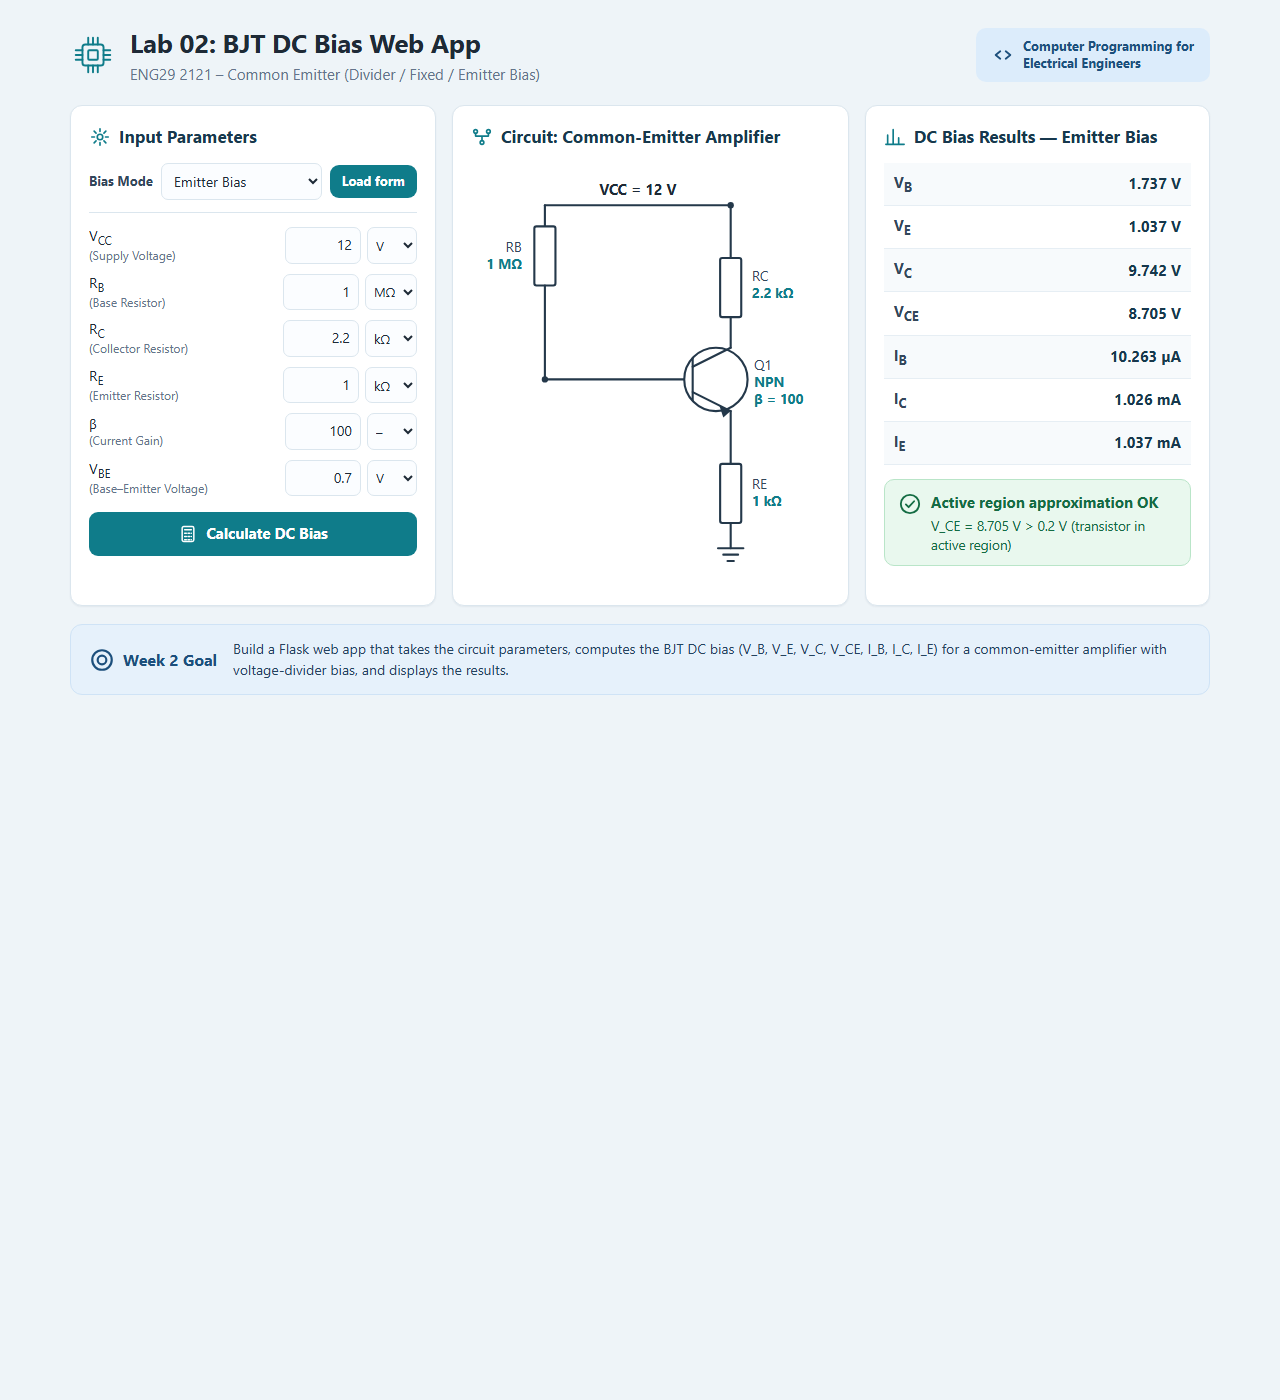 Lab 02: BJT DC Bias Web App
ENG29 2121 – Common Emitter (Divider / Fixed / Emitter Bias)
Computer Programming for
Electrical Engineers
Input Parameters
Bias Mode
Emitter Bias
Load form
VCC
(Supply Voltage)
12
V
RB
(Base Resistor)
1
MΩ
RC
(Collector Resistor)
2.2
kΩ
RE
(Emitter Resistor)
1
kΩ
β
(Current Gain)
100
–
VBE
(Base–Emitter Voltage)
0.7
V
Calculate DC Bias
Circuit: Common-Emitter Amplifier
VCC = 12 V
RB
1 MΩ
RC
2.2 kΩ
Q1
NPN
β = 100
RE
1 kΩ
DC Bias Results — Emitter Bias
VB 1.737 V
VE 1.037 V
VC 9.742 V
VCE 8.705 V
IB 10.263 µA
IC 1.026 mA
IE 1.037 mA
Active region approximation OK
V_CE = 8.705 V > 0.2 V (transistor in
active region)
Week 2 Goal
Build a Flask web app that takes the circuit parameters, computes the BJT DC bias (V_B, V_E, V_C, V_CE, I_B, I_C, I_E) for a common-emitter amplifier with
voltage-divider bias, and displays the results.